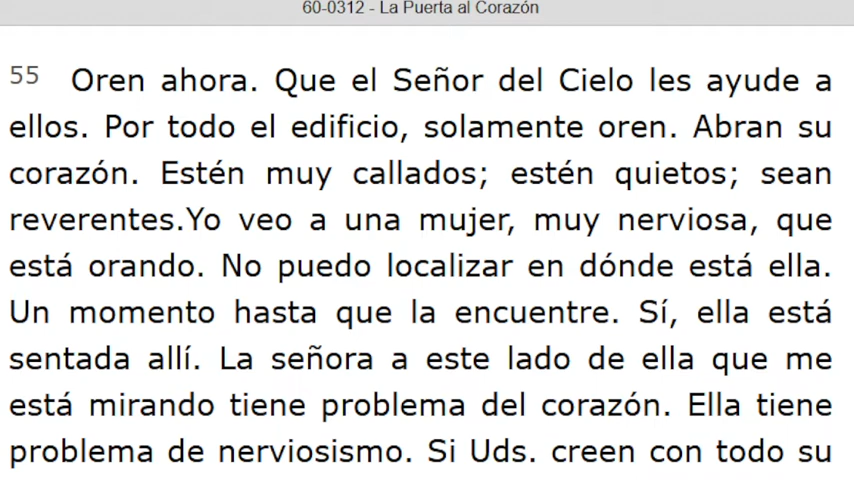 60-0312 - La Puerta al Corazón
55 Oren ahora. Que el Señor del Cielo les ayude a
ellos. Por todo el edificio, solamente oren. Abran su
corazón. Estén muy callados; estén quietos; sean
reverentes.Yo veo a una mujer, muy nerviosa, que
está orando. No puedo localizar en dónde está ella.
Un momento hasta que la encuentre. Sí, ella está
sentada allí. La señora a este lado de ella que me
está mirando tiene problema del corazón. Ella tiene
problema de nerviosismo. Si Uds. creen con todo su